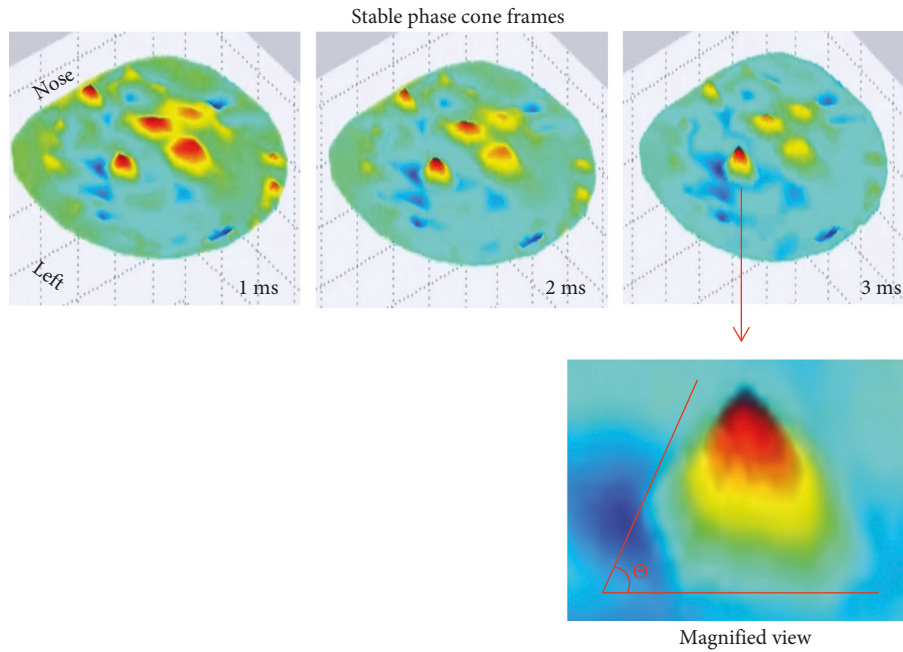 Stable phase cone frames
Nose
Left
1 ms
2 ms
3 ms
Θ
Magnified view